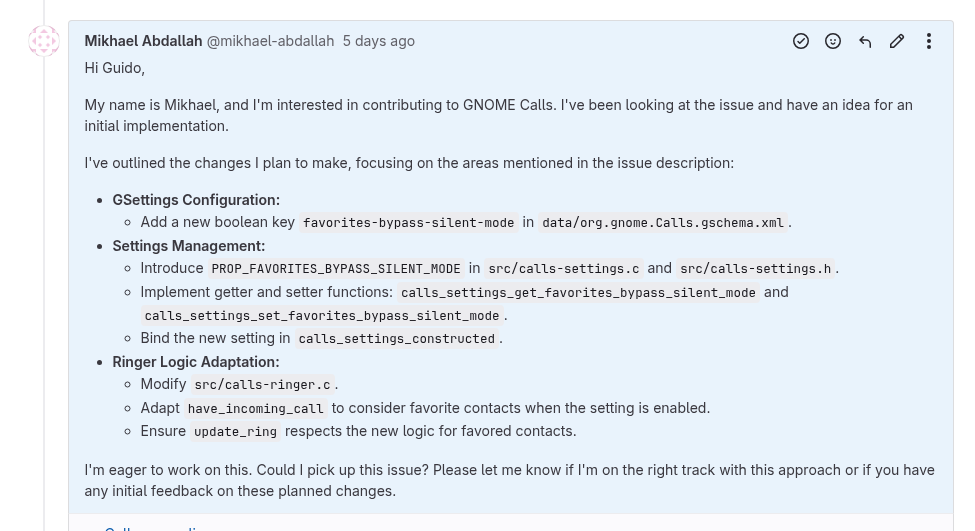 Mikhael Abdallah @mikhael-abdallah 5 days ago
Hi Guido,
My name is Mikhael, and I'm interested in contributing to GNOME Calls. I've been looking at the issue and have an idea for an
initial implementation.
I've outlined the changes I plan to make, focusing on the areas mentioned in the issue description:
• GSettings Configuration:
◦ Add a new boolean key favorites-bypass-silent-mode in data/org.gnome.Calls.gschema.xml.
• Settings Management:
◦ Introduce PROP_FAVORITES_BYPASS_SILENT_MODE in src/calls-settings.c and src/calls-settings.h.
◦ Implement getter and setter functions: calls_settings_get_favorites_bypass_silent_mode and
calls_settings_set_favorites_bypass_silent_mode.
◦ Bind the new setting in calls_settings_constructed.
• Ringer Logic Adaptation:
◦ Modify src/calls-ringer.c.
◦ Adapt have_incoming_call to consider favorite contacts when the setting is enabled.
◦ Ensure update_ring respects the new logic for favored contacts.
I'm eager to work on this. Could I pick up this issue? Please let me know if I'm on the right track with this approach or if you have
any initial feedback on these planned changes.